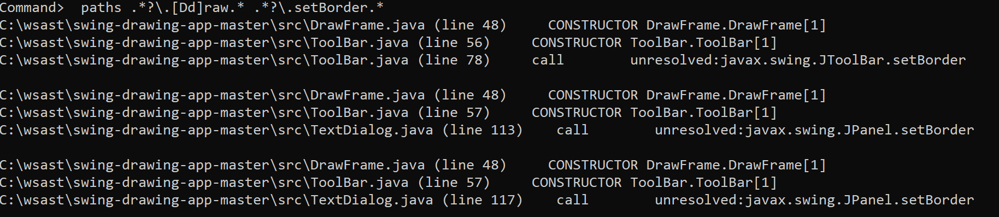 Command>  paths .*?\.[Dd]raw.* .*?\.setBorder.*
C:\wsast\swing-drawing-app-master\src\DrawFrame.java (line 48)     CONSTRUCTOR DrawFrame.DrawFrame[1]
C:\wsast\swing-drawing-app-master\src\ToolBar.java (line 56)     CONSTRUCTOR ToolBar.ToolBar[1]
C:\wsast\swing-drawing-app-master\src\ToolBar.java (line 78)     call        unresolved:javax.swing.JToolBar.setBorder

C:\wsast\swing-drawing-app-master\src\DrawFrame.java (line 48)     CONSTRUCTOR DrawFrame.DrawFrame[1]
C:\wsast\swing-drawing-app-master\src\ToolBar.java (line 57)     CONSTRUCTOR ToolBar.ToolBar[1]
C:\wsast\swing-drawing-app-master\src\TextDialog.java (line 113)    call        unresolved:javax.swing.JPanel.setBorder

C:\wsast\swing-drawing-app-master\src\DrawFrame.java (line 48)     CONSTRUCTOR DrawFrame.DrawFrame[1]
C:\wsast\swing-drawing-app-master\src\ToolBar.java (line 57)     CONSTRUCTOR ToolBar.ToolBar[1]
C:\wsast\swing-drawing-app-master\src\TextDialog.java (line 117)    call        unresolved:javax.swing.JPanel.setBorder